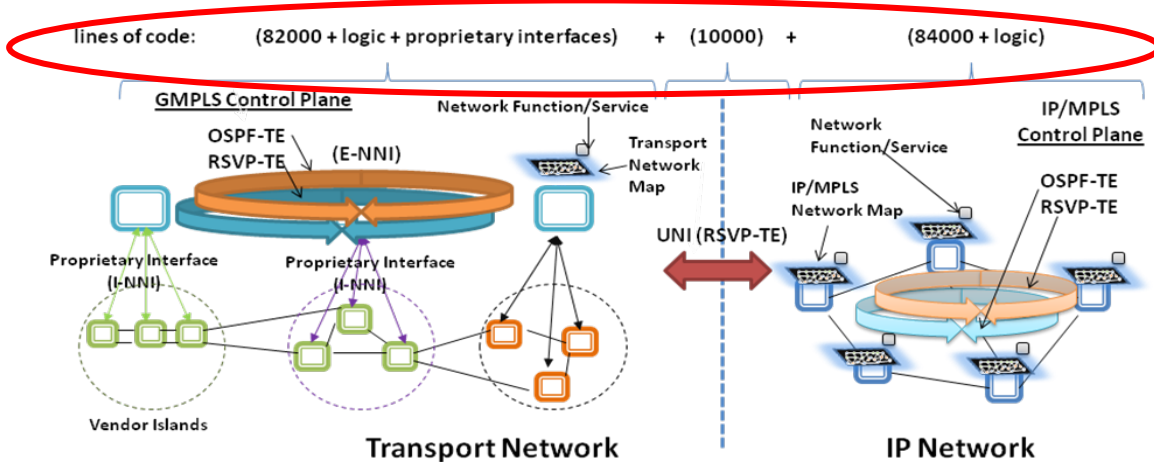 lines of code: (82000 + logic + proprietary interfaces) + (10000) + (84000 + logic)
GMPLS Control Plane
OSPF-TE
RSVP-TE
(E-NNI)
Network Function/Service
Transport
Network
Map
Proprietary Interface
(I-NNI)
Proprietary Interface
(I-NNI)
Vendor Islands
Transport Network
UNI (RSVP-TE)
IP/MPLS
Control Plane
Network
Function/Service
IP/MPLS
Network Map
OSPF-TE
RSVP-TE
IP Network